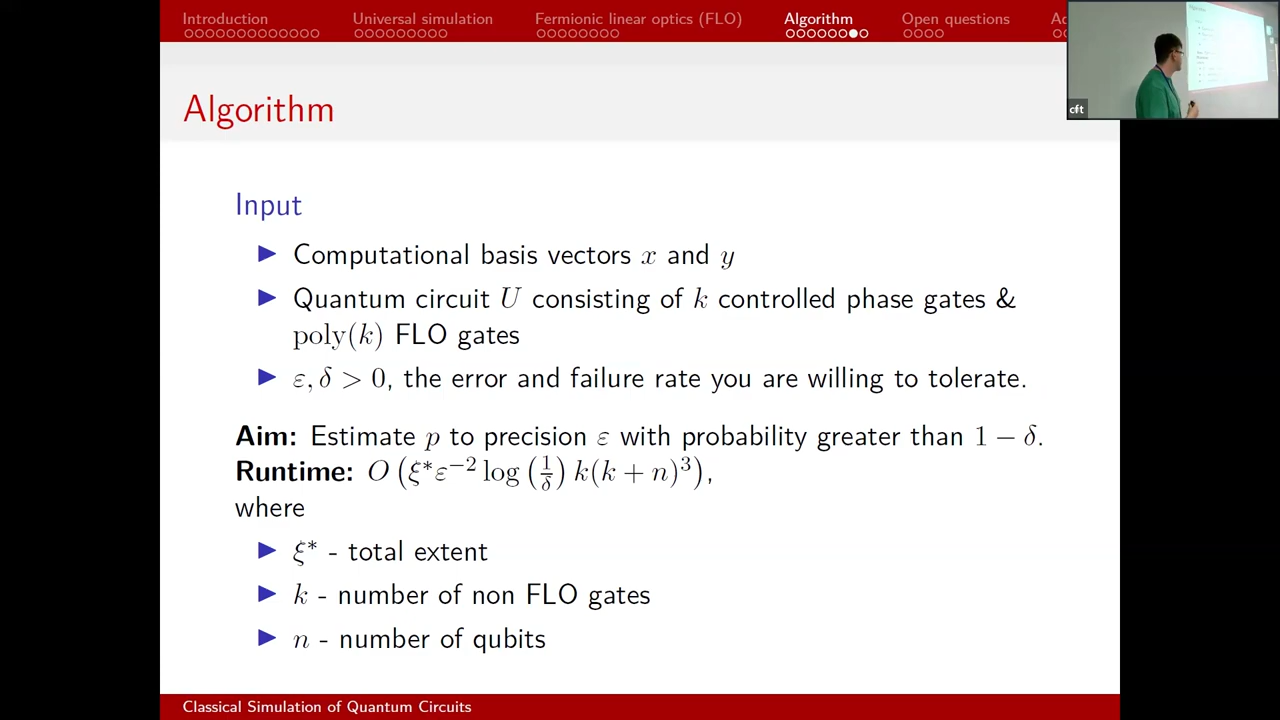 Introduction Universal simulation Fermionic linear optics (FLO) Algorithm Open questions
Algorithm
cft
Input
Computational basis vectors x and y
Quantum circuit U consisting of k controlled phase gates &
poly(k) FLO gates
ε, δ > 0, the error and failure rate you are willing to tolerate.
Aim: Estimate p to precision ε with probability greater than 1 − δ.
Runtime: O (ξ*ε⁻² log (1/δ) k(k + n)³),
where
ξ* - total extent
k - number of non FLO gates
n - number of qubits
Classical Simulation of Quantum Circuits